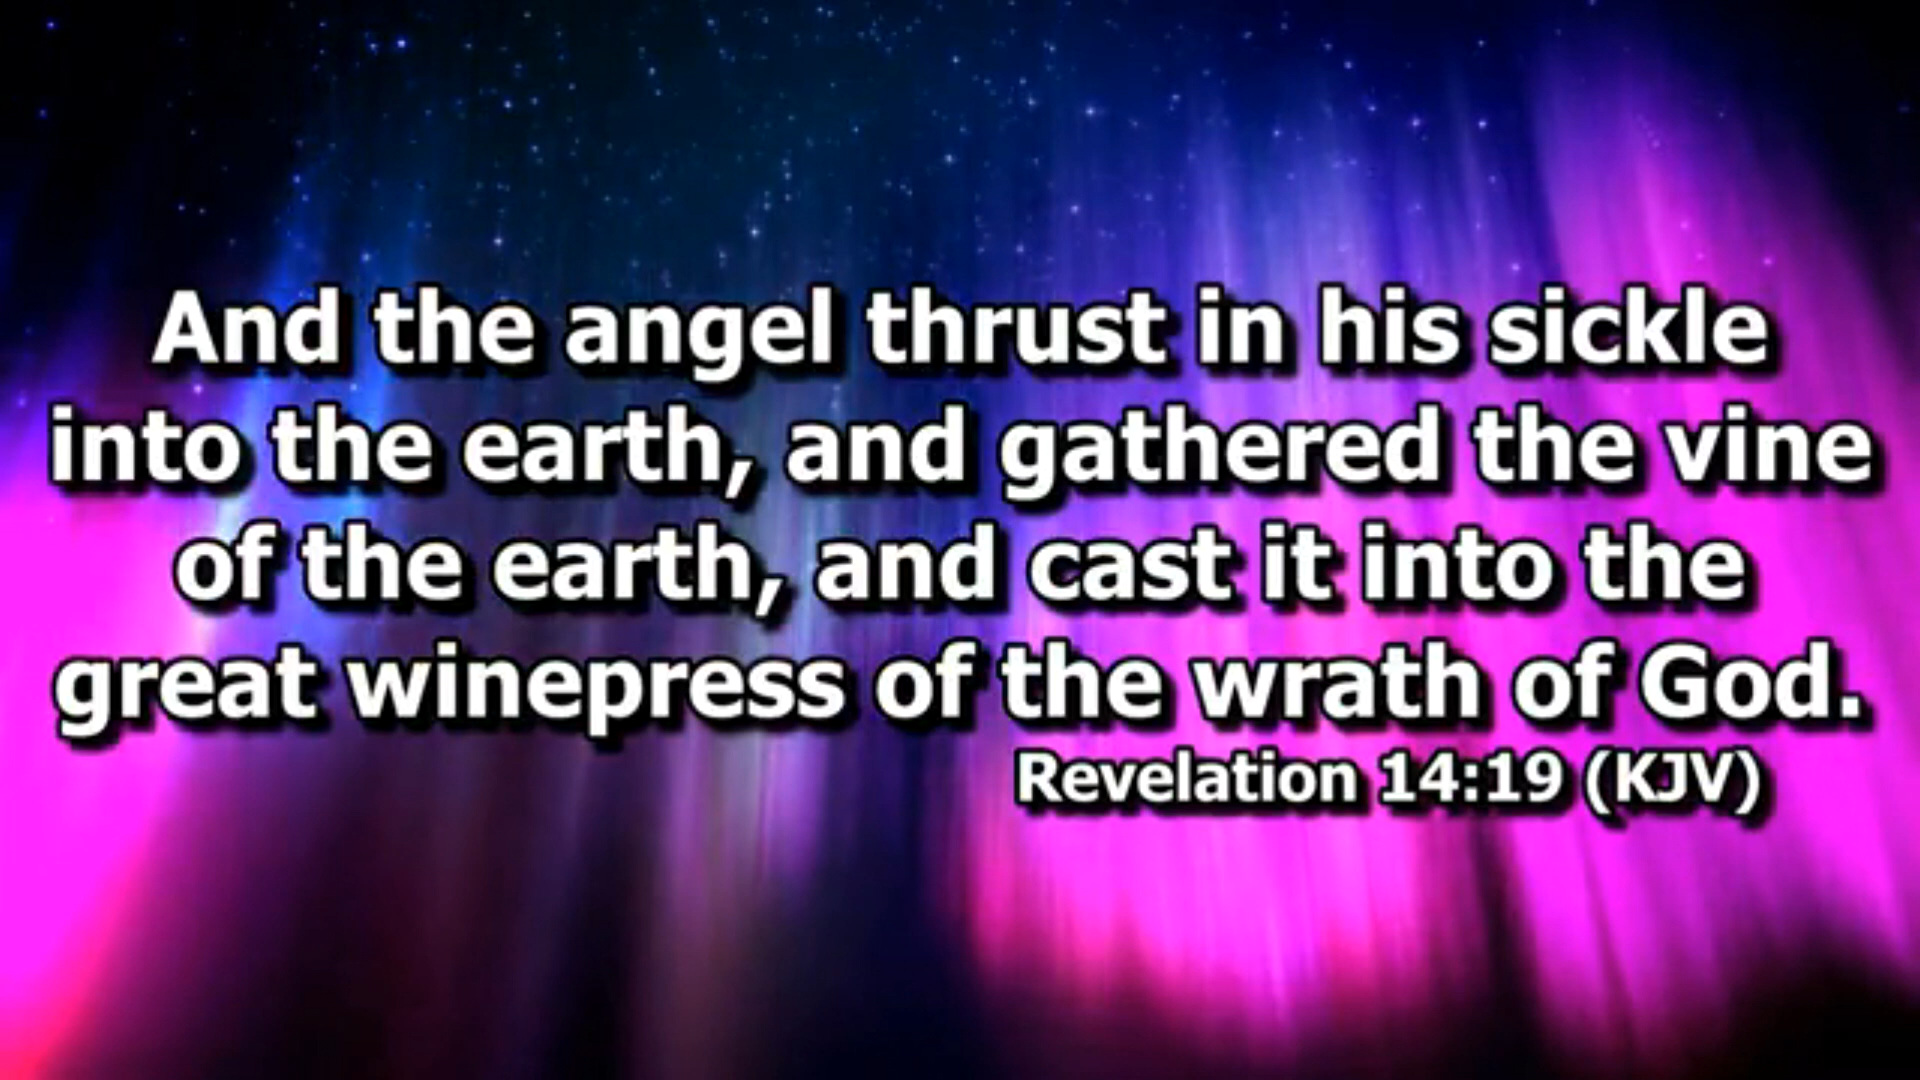 And the angel thrust in his sickle
into the earth, and gathered the vine
of the earth, and cast it into the
great winepress of the wrath of God.
Revelation 14:19 (KJV)